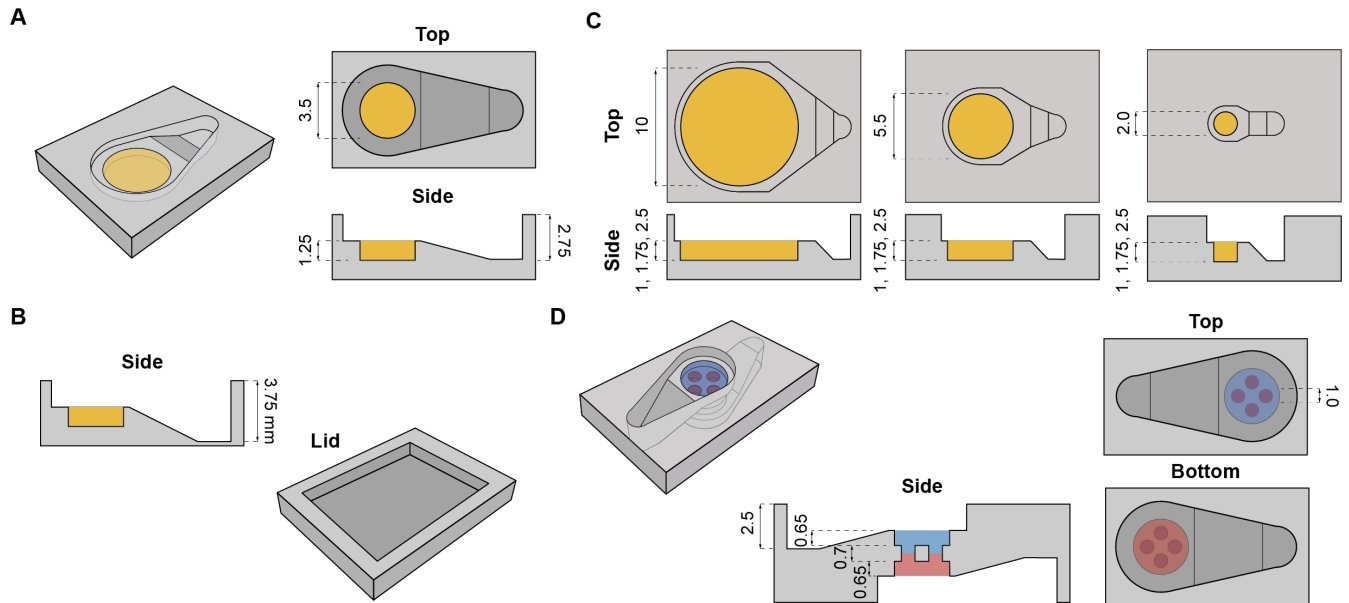 A
Top
3.5
Side
1.25
2.75
B
Side
3.75 mm
Lid
C
Top
10
5.5
2.0
Side
1, 1.75, 2.5
1, 1.75, 2.5
1, 1.75, 2.5
D
Top
1.0
Bottom
Side
2.5
0.65
0.7
0.65